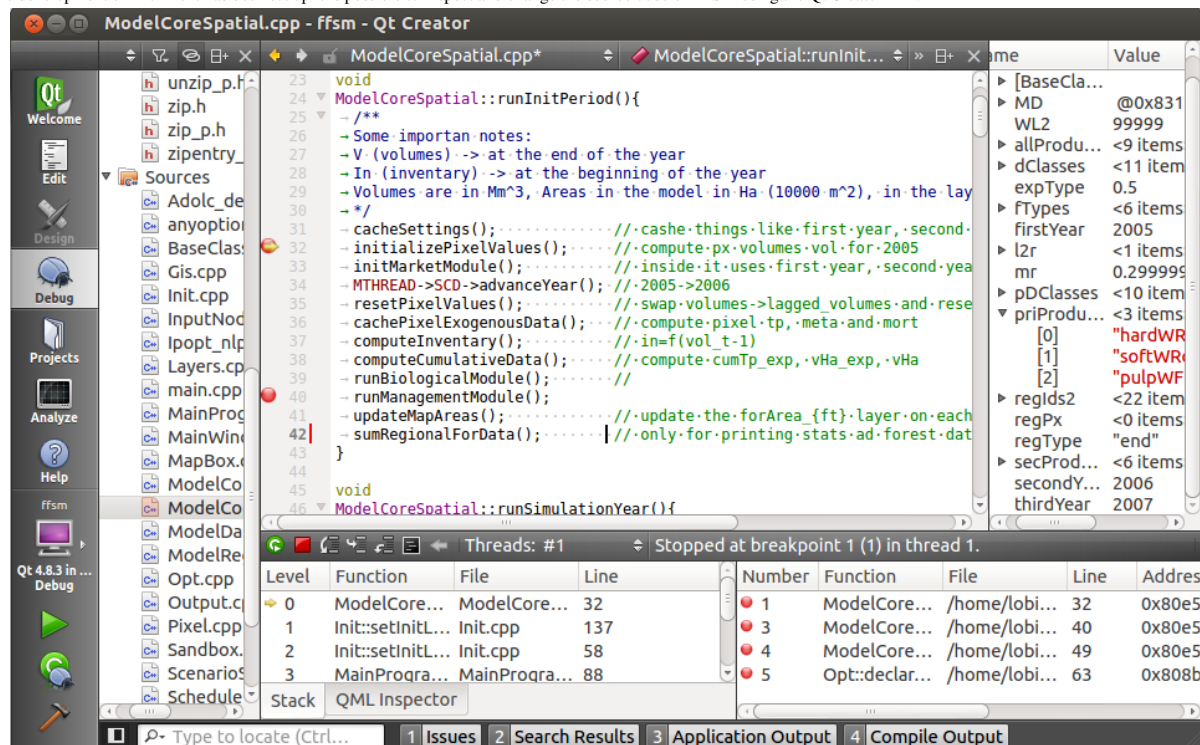 ModelCoreSpatial.cpp - ffsm - Qt Creator
ModelCoreSpatial.cpp*
ModelCoreSpatial::runInit...
»
me Value
Welcome
Edit
Design
Debug
Projects
Analyze
Help
ffsm
Qt 4.8.3 in ...
Debug
unzip_p.h
zip.h
zip_p.h
zipentry_
Sources
Adolc_de
anyoption
BaseClas
Gis.cpp
Init.cpp
InputNod
Ipopt_nlp
Layers.cp
main.cpp
MainProg
MainWin
MapBox.c
ModelCo
ModelCo
ModelDa
ModelRe
Opt.cpp
Output.c
Pixel.cpp
Sandbox.
Scenario
Schedule
23 void
24 ModelCoreSpatial::runInitPeriod(){
25 /**
26 Some importan notes:
27 V (volumes) -> at the end of the year
28 In (inventary) -> at the beginning of the year
29 Volumes are in Mm^3, Areas in the model in Ha (10000 m^2), in the lay
30 */
31 cacheSettings(); // cashe things like first year, second
32 initializePixelValues(); // compute px volumes vol for 2005
33 initMarketModule(); // inside it uses first year, second yea
34 MTHREAD->SCD->advanceYear(); // 2005->2006
35 resetPixelValues(); // swap volumes->lagged_volumes and rese
36 cachePixelExogenousData(); // compute pixel tp, meta and mort
37 computeInventary(); // in=f(vol_t-1)
38 computeCumulativeData(); // compute cumTp_exp, vHa_exp, vHa
39 runBiologicalModule(); //
40 runManagementModule();
41 updateMapAreas(); // update the forArea_{ft} layer on each
42 sumRegionalForData(); // only for printing stats ad forest dat
43 }
44
45 void
46 ModelCoreSpatial::runSimulationYear(){
[BaseCla...
MD @0x831
WL2 99999
allProdu... <9 items
dClasses <11 item
expType 0.5
fTypes <6 items
firstYear 2005
l2r <1 items
mr 0.299999
pDClasses <10 item
priProdu... <3 items
[0] "hardWR
[1] "softWR
[2] "pulpWF
regIds2 <22 item
regPx <0 items
regType "end"
secProd... <6 items
secondY... 2006
thirdYear 2007
Threads: #1 Stopped at breakpoint 1 (1) in thread 1.
Level Function File Line
0 ModelCore... ModelCore... 32
1 Init::setInitL... Init.cpp 137
2 Init::setInitL... Init.cpp 58
3 MainProgra... MainProgra... 88
Stack QML Inspector
Number Function File Line Addres
1 ModelCore... /home/lobi... 32 0x80e5
3 ModelCore... /home/lobi... 40 0x80e5
4 ModelCore... /home/lobi... 49 0x80e5
5 Opt::declar... /home/lobi... 63 0x808b
Type to locate (Ctrl...
1 Issues 2 Search Results 3 Application Output 4 Compile Output